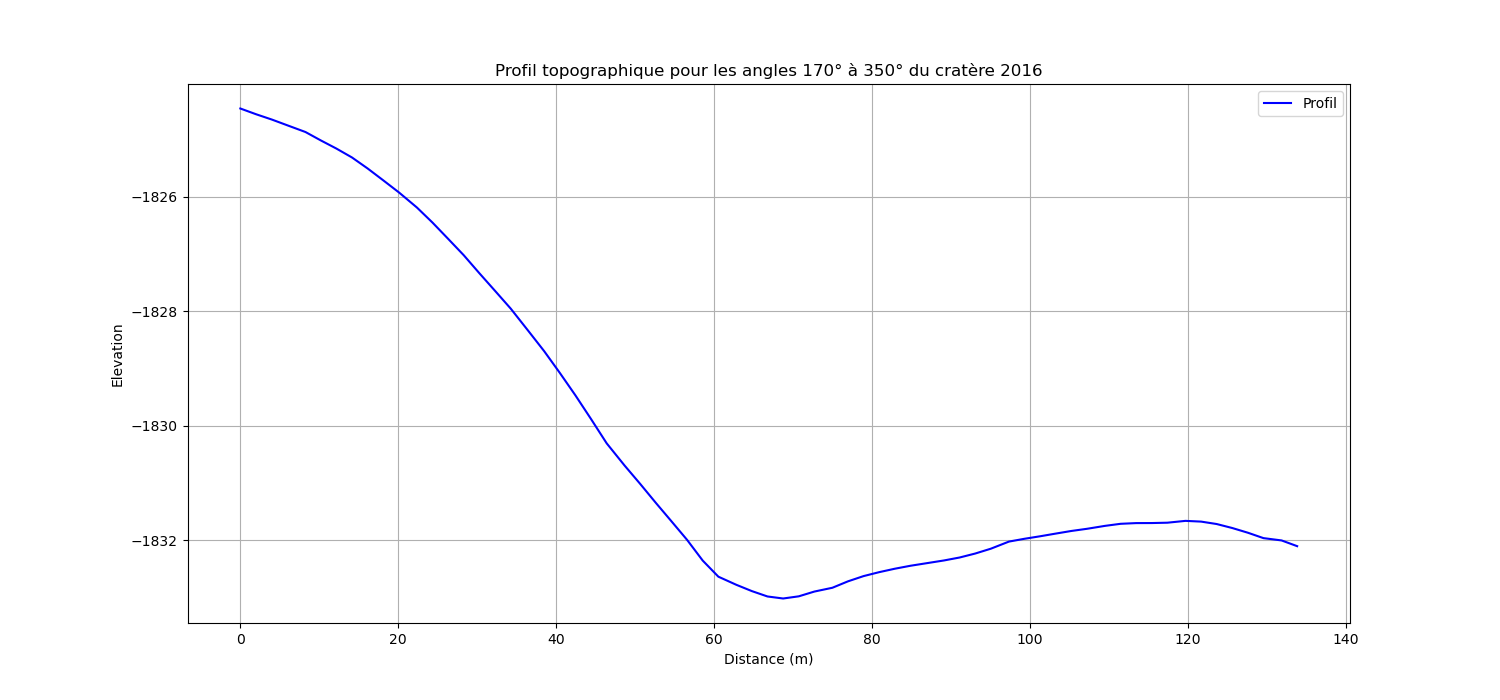 Profil topographique pour les angles 170° à 350° du cratère 2016
Profil
−1826
−1828
−1830
−1832
Elevation
0 20 40 60 80 100 120 140
Distance (m)